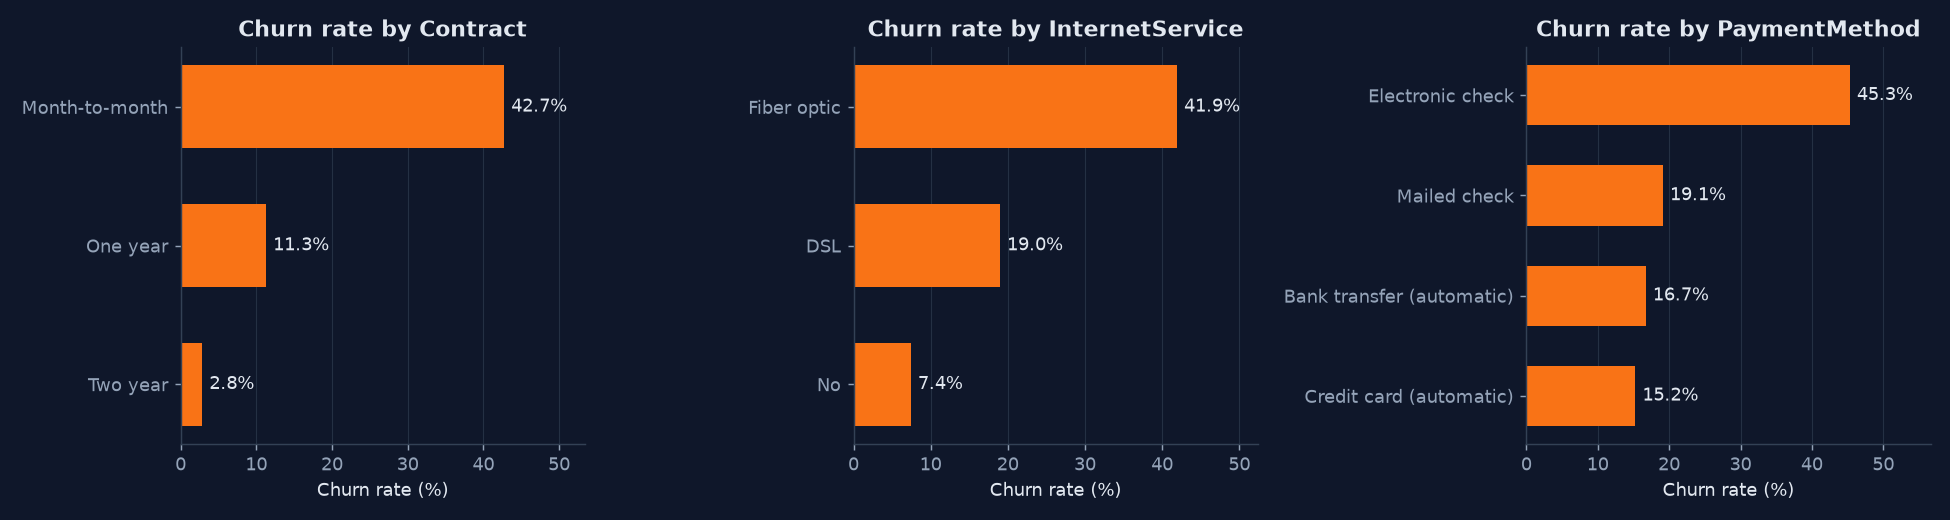 Churn rate by Contract
Month-to-month
42.7%
One year
11.3%
Two year
2.8%
0 10 20 30 40 50
Churn rate (%)
Churn rate by InternetService
Fiber optic
41.9%
DSL
19.0%
No
7.4%
0 10 20 30 40 50
Churn rate (%)
Churn rate by PaymentMethod
Electronic check
45.3%
Mailed check
19.1%
Bank transfer (automatic)
16.7%
Credit card (automatic)
15.2%
0 10 20 30 40 50
Churn rate (%)